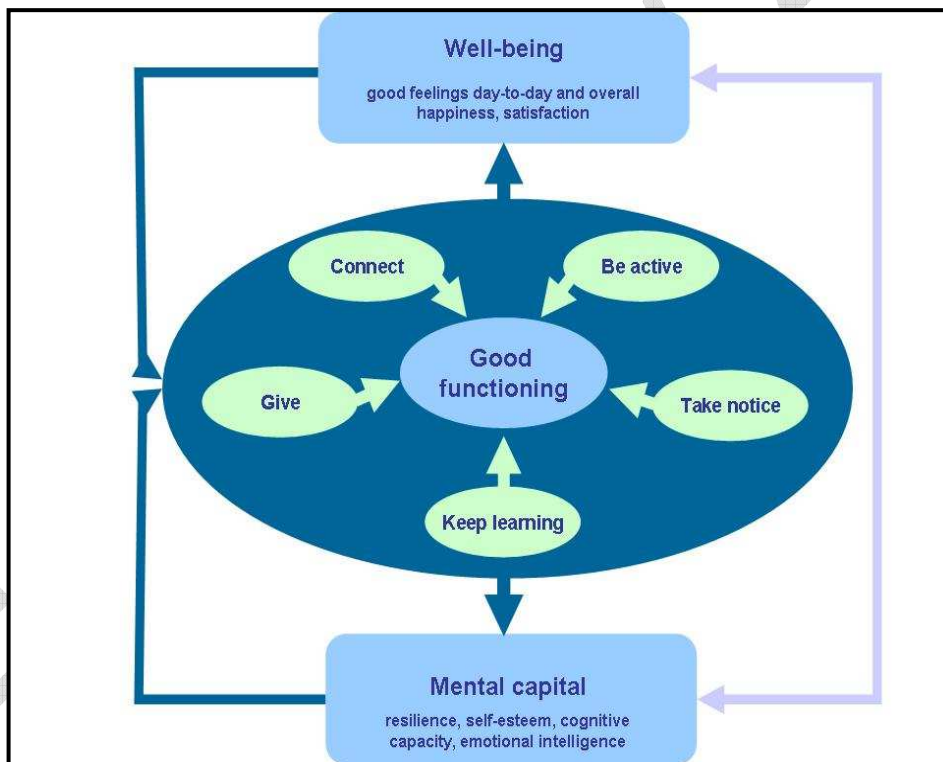 Well-being
good feelings day-to-day and overall
happiness, satisfaction
Connect
Be active
Good
functioning
Give
Take notice
Keep learning
Mental capital
resilience, self-esteem, cognitive
capacity, emotional intelligence